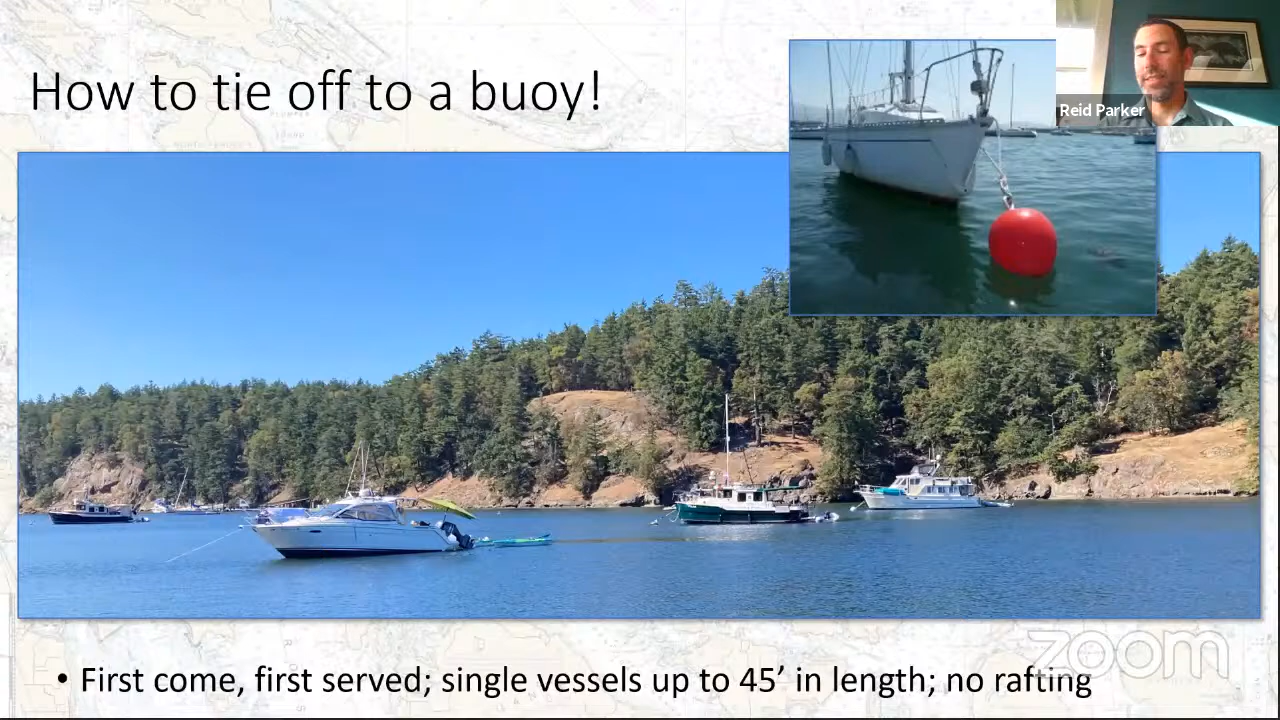 How to tie off to a buoy!
Reid Parker
zoom
• First come, first served; single vessels up to 45’ in length; no rafting